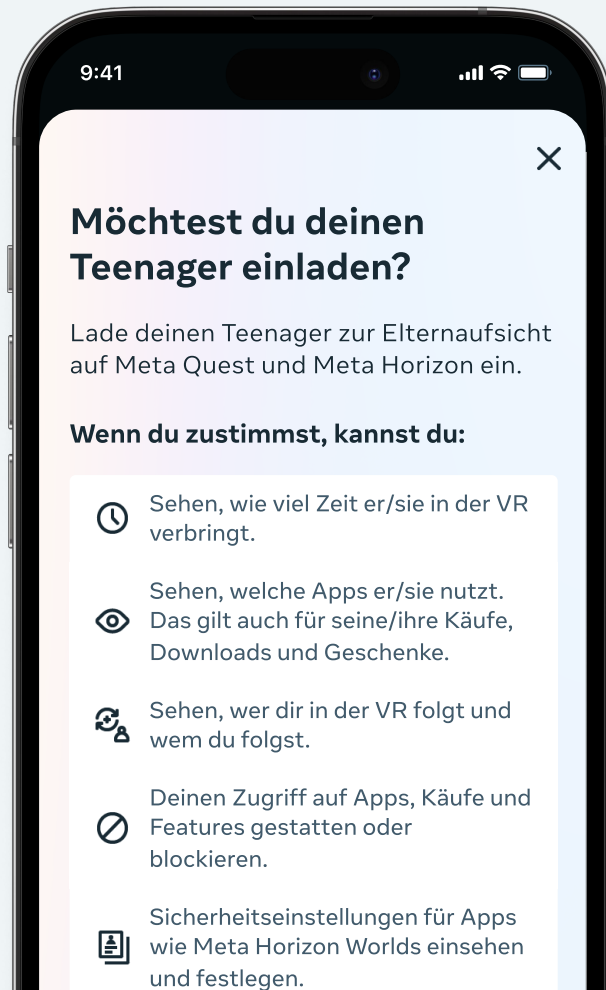 9:41
Möchtest du deinen
Teenager einladen?
Lade deinen Teenager zur Elternaufsicht
auf Meta Quest und Meta Horizon ein.
Wenn du zustimmst, kannst du:
Sehen, wie viel Zeit er/sie in der VR
verbringt.
Sehen, welche Apps er/sie nutzt.
Das gilt auch für seine/ihre Käufe,
Downloads und Geschenke.
Sehen, wer dir in der VR folgt und
wem du folgst.
Deinen Zugriff auf Apps, Käufe und
Features gestatten oder
blockieren.
Sicherheitseinstellungen für Apps
wie Meta Horizon Worlds einsehen
und festlegen.